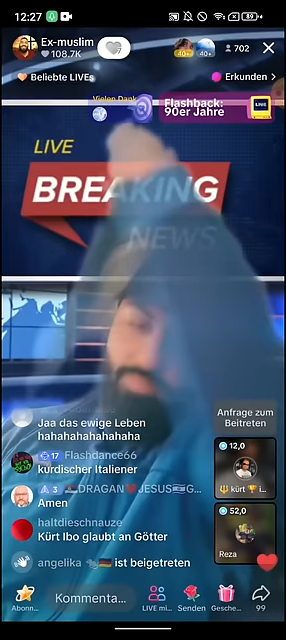 12:27
89
Ex-muslim
108.7K
40+
40+
702
Beliebte LIVEs
Erkunden
Vielen Dank
Flashback:
90er Jahre
LIVE
LIVE
BREAKING
NEWS
Jaa das ewige Leben
hahahahahahahaha
17 Flashdance66
kurdischer Italiener
3 DRAGAN❤️JESUS🇮🇱G...
Amen
haltdieschnauze
Kürt Ibo glaubt an Götter
angelika 🇩🇪 ist beigetreten
Anfrage zum
Beitreten
12,0
🔱 kürt 🏆 i...
52,0
Reza
Abonn...
Kommenta...
LIVE mi...
Senden
Gesche...
99